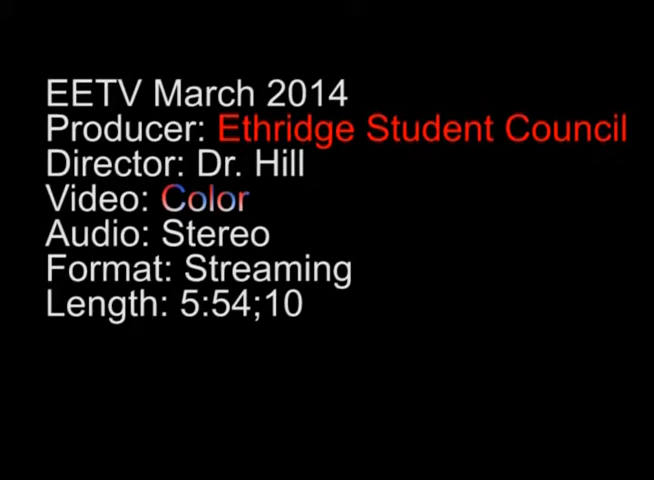 EETV March 2014
Producer: Ethridge Student Council
Director: Dr. Hill
Video: Color
Audio: Stereo
Format: Streaming
Length: 5:54;10